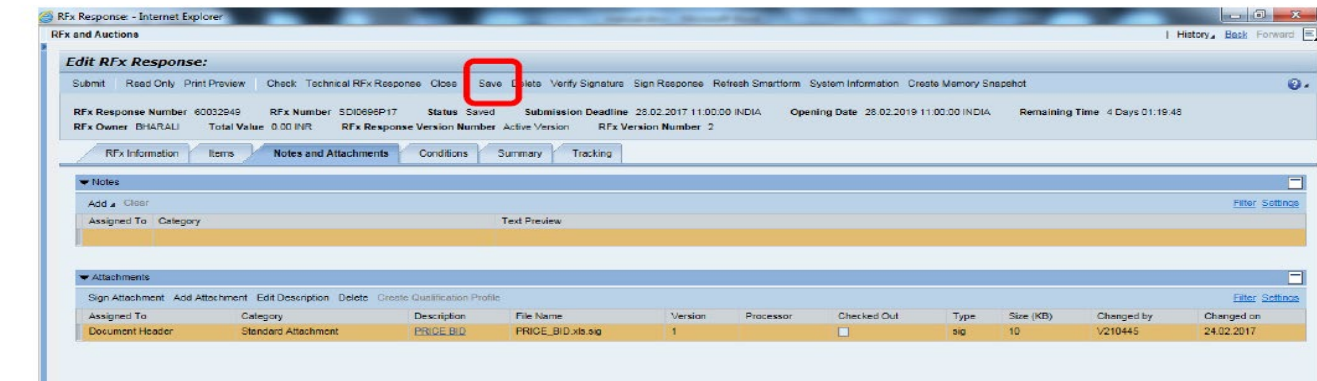 RFx Response: - Internet Explorer
RFx and Auctions | History Back Forward
Edit RFx Response:
Submit | Read Only Print Preview | Check Technical RFx Response Close Save Delete Verify Signature Sign Response Refresh Smartform System Information Create Memory Snapshot
RFx Response Number 60032949 RFx Number SDI0696P17 Status Saved Submission Deadline 28.02.2017 11:00:00 INDIA Opening Date 28.02.2019 11:00:00 INDIA Remaining Time 4 Days 01:19:48
RFx Owner BHARALI Total Value 0.00 INR RFx Response Version Number Active Version RFx Version Number 2
RFx Information Items Notes and Attachments Conditions Summary Tracking
Notes
Add Clear Filter Settings
Assigned To Category Text Preview
Attachments
Sign Attachment Add Attachment Edit Description Delete Create Qualification Profile Filter Settings
Assigned To Category Description File Name Version Processor Checked Out Type Size (KB) Changed by Changed on
Document Header Standard Attachment PRICE BID PRICE_BID.xls.sig 1 sig 10 V210445 24.02.2017